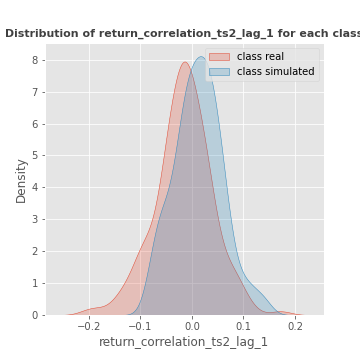 Distribution of return_correlation_ts2_lag_1 for each class
class real
class simulated
8
7
6
5
4
3
2
1
0
Density
−0.2 −0.1 0.0 0.1 0.2
return_correlation_ts2_lag_1